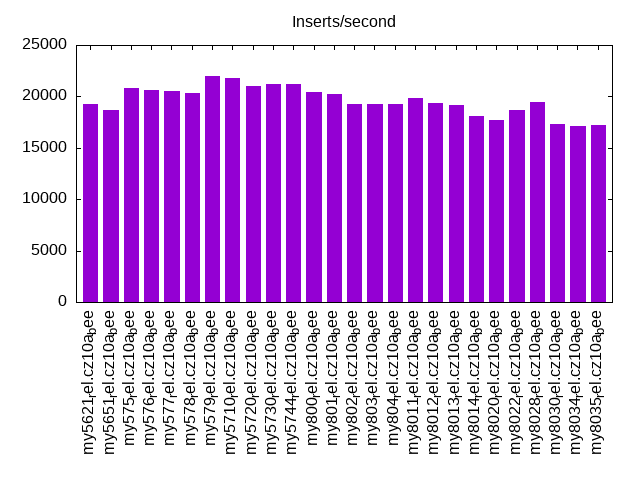 Inserts/second
25000
20000
15000
10000
5000
0
my5621rel.cz10abee
my5651rel.cz10abee
my575rel.cz10abee
my576rel.cz10abee
my577rel.cz10abee
my578rel.cz10abee
my579rel.cz10abee
my5710rel.cz10abee
my5720rel.cz10abee
my5730rel.cz10abee
my5744rel.cz10abee
my800rel.cz10abee
my801rel.cz10abee
my802rel.cz10abee
my803rel.cz10abee
my804rel.cz10abee
my8011rel.cz10abee
my8012rel.cz10abee
my8013rel.cz10abee
my8014rel.cz10abee
my8020rel.cz10abee
my8022rel.cz10abee
my8028rel.cz10abee
my8030rel.cz10abee
my8034rel.cz10abee
my8035rel.cz10abee